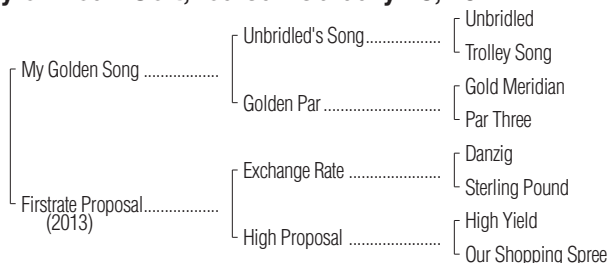 Unbridled
Unbridled's Song
Trolley Song
My Golden Song
Gold Meridian
Golden Par
Par Three
Danzig
Exchange Rate
Sterling Pound
Firstrate Proposal
(2013)
High Yield
High Proposal
Our Shopping Spree